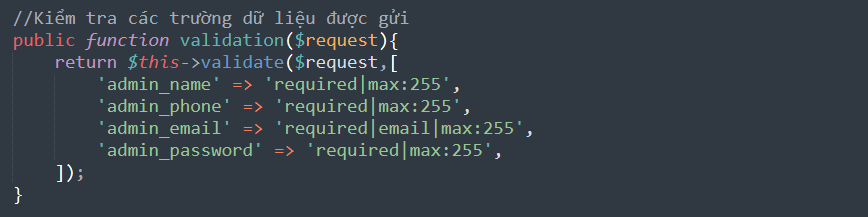 //Kiểm tra các trường dữ liệu được gửi
public function validation($request){
    return $this->validate($request,[
        'admin_name' => 'required|max:255',
        'admin_phone' => 'required|max:255',
        'admin_email' => 'required|email|max:255',
        'admin_password' => 'required|max:255',
    ]);
}